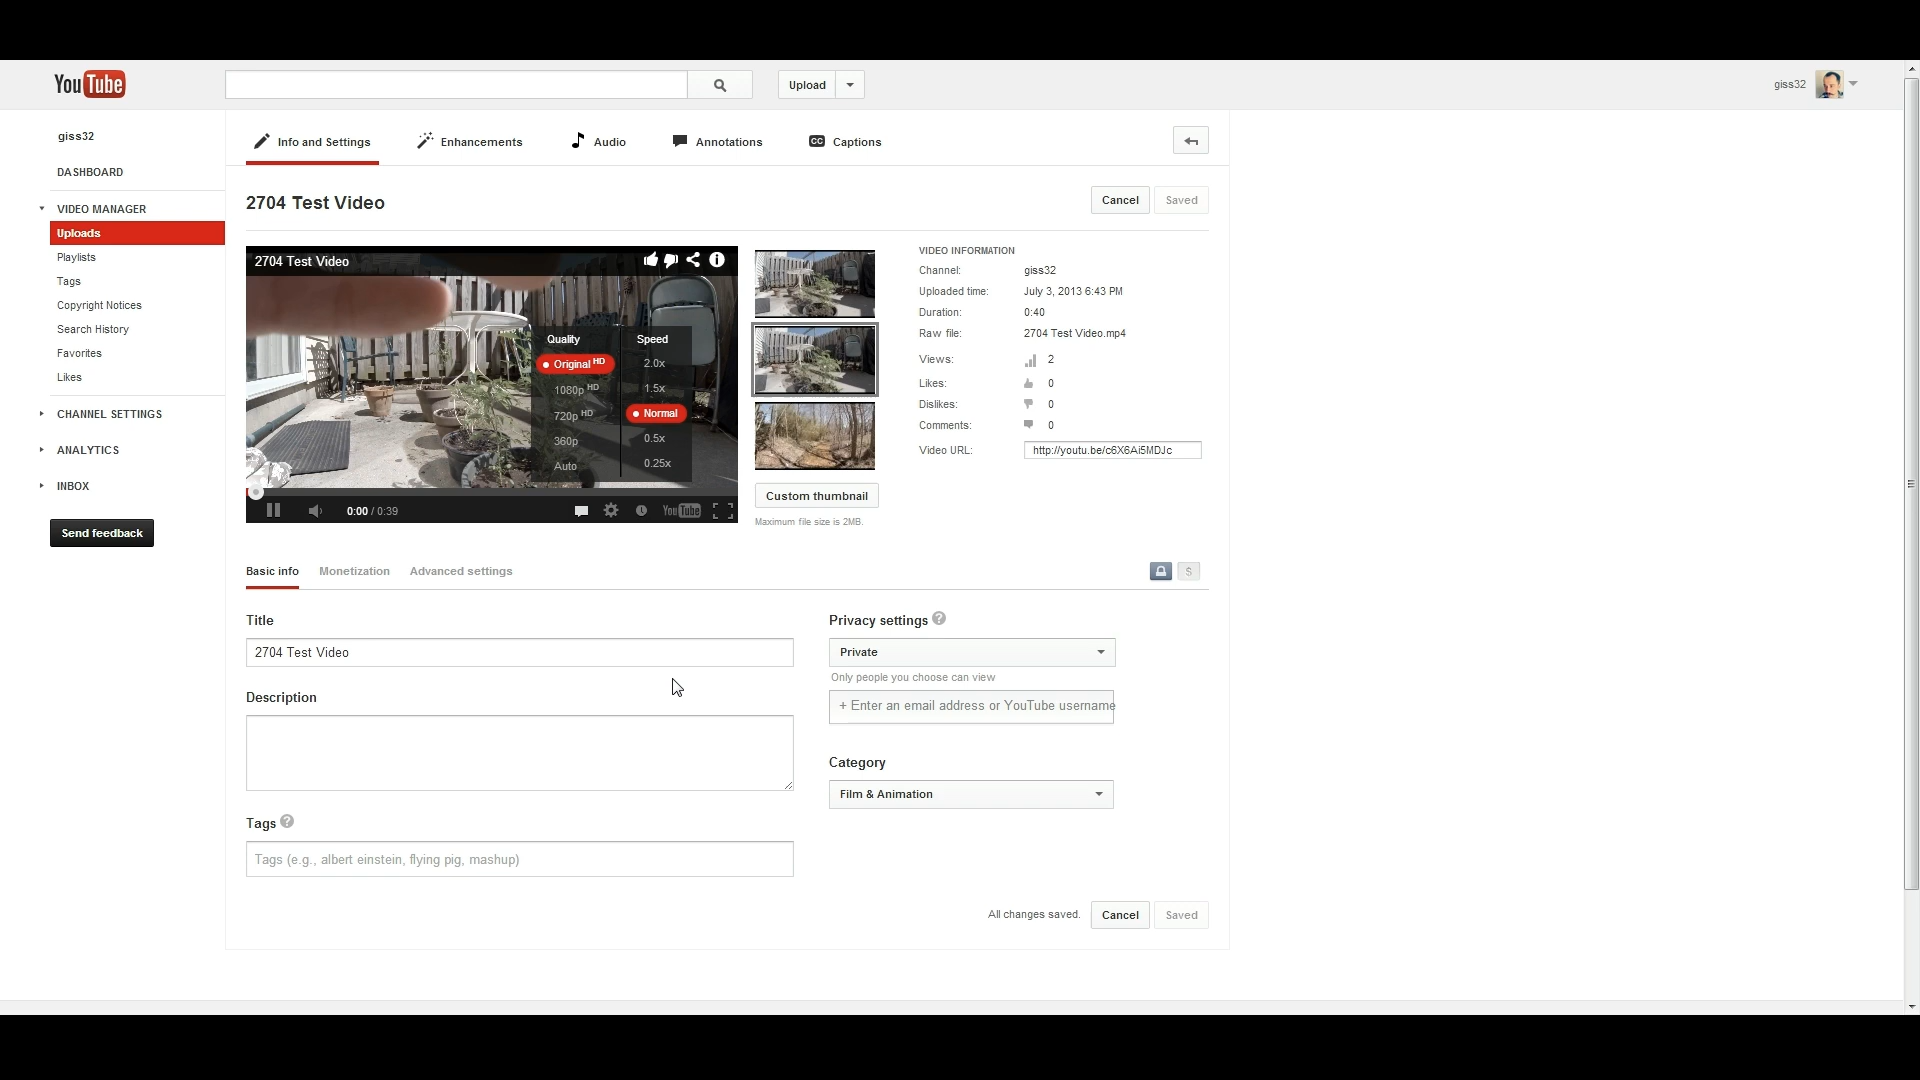 YouTube
Upload
giss32
giss32
DASHBOARD
VIDEO MANAGER
Uploads
Playlists
Tags
Copyright Notices
Search History
Favorites
Likes
CHANNEL SETTINGS
ANALYTICS
INBOX
Send feedback
Info and Settings
Enhancements
Audio
Annotations
CC Captions
2704 Test Video
Cancel
Saved
2704 Test Video
Quality
Original HD
1080p HD
720p HD
360p
Auto
Speed
2.0x
1.5x
Normal
0.5x
0.25x
0:00 / 0:39
YouTube
Custom thumbnail
Maximum file size is 2MB.
VIDEO INFORMATION
Channel: giss32
Uploaded time: July 3, 2013 6:43 PM
Duration: 0:40
Raw file: 2704 Test Video.mp4
Views: 2
Likes: 0
Dislikes: 0
Comments: 0
Video URL: http://youtu.be/c6X6Ai5MDJc
Basic info
Monetization
Advanced settings
$
Title
2704 Test Video
Description
Tags ?
Tags (e.g., albert einstein, flying pig, mashup)
Privacy settings ?
Private
Only people you choose can view
+ Enter an email address or YouTube username
Category
Film & Animation
All changes saved.
Cancel
Saved